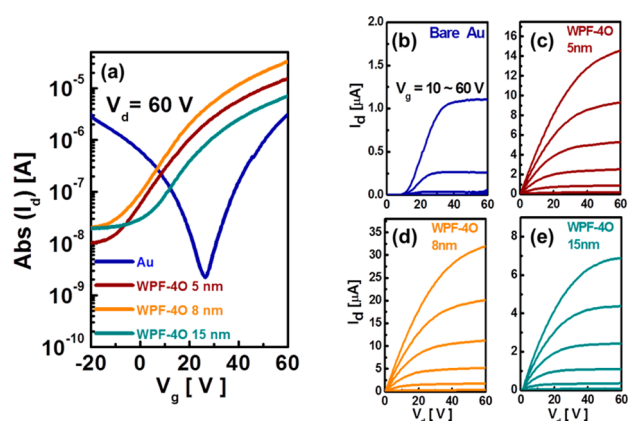 (a)
V_d = 60 V
Abs (I_d) [A]
10^-5
10^-6
10^-7
10^-8
10^-9
10^-10
Au
WPF-4O 5 nm
WPF-4O 8 nm
WPF-4O 15 nm
-20 0 20 40 60
V_g [ V ]
(b)
Bare Au
V_g = 10 ~ 60 V
I_d [μA]
2.0
1.5
1.0
0.5
0.0
0 20 40 60
(c)
WPF-4O
5nm
16
14
12
10
8
6
4
2
0
0 20 40 60
(d)
WPF-4O
8nm
I_d [μA]
35
30
25
20
15
10
5
0
0 20 40 60
V_d [ V ]
(e)
WPF-4O
15nm
8
6
4
2
0
0 20 40 60
V_d [ V ]